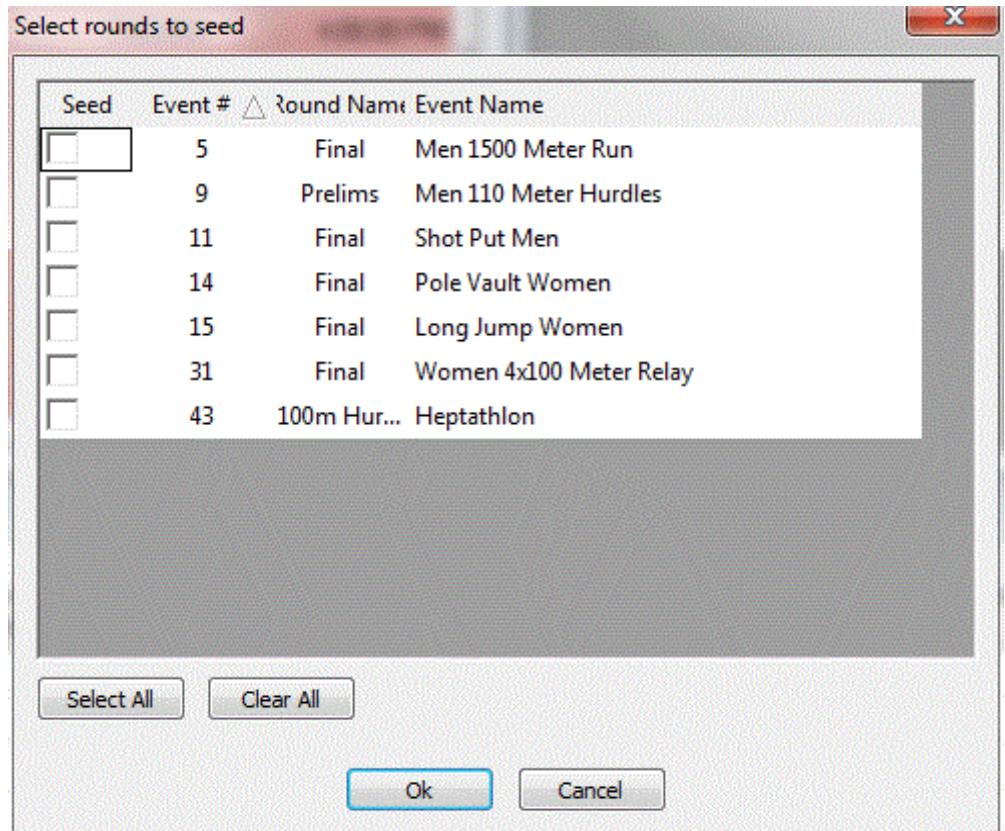 Select rounds to seed
Seed Event # Round Name Event Name
5 Final Men 1500 Meter Run
9 Prelims Men 110 Meter Hurdles
11 Final Shot Put Men
14 Final Pole Vault Women
15 Final Long Jump Women
31 Final Women 4x100 Meter Relay
43 100m Hur... Heptathlon
Select All Clear All
Ok Cancel